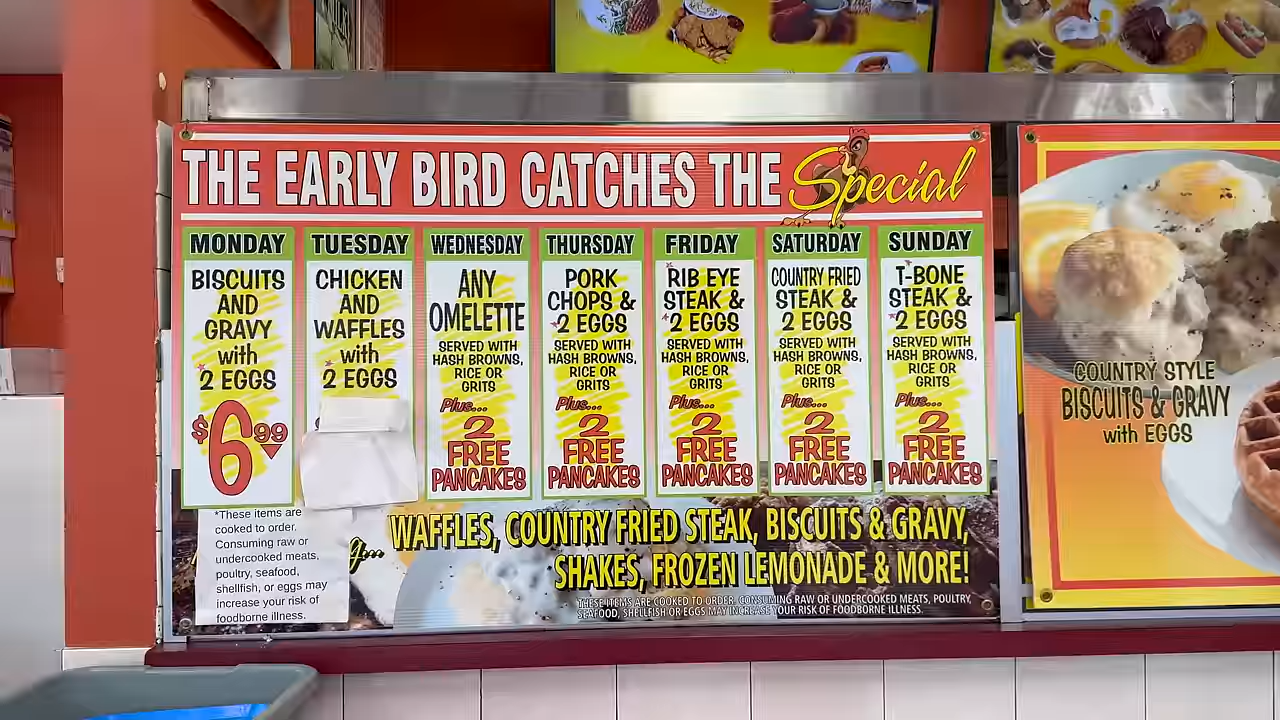 THE EARLY BIRD CATCHES THE Special
MONDAY
BISCUITS
AND
GRAVY
with
*2 EGGS
$6.99
TUESDAY
CHICKEN
AND
WAFFLES
with
*2 EGGS
WEDNESDAY
ANY
OMELETTE
SERVED WITH
HASH BROWNS,
RICE OR
GRITS
Plus...
2
FREE
PANCAKES
THURSDAY
PORK
CHOPS &
*2 EGGS
SERVED WITH
HASH BROWNS,
RICE OR
GRITS
Plus...
2
FREE
PANCAKES
FRIDAY
*RIB EYE
STEAK &
*2 EGGS
SERVED WITH
HASH BROWNS,
RICE OR
GRITS
Plus...
2
FREE
PANCAKES
SATURDAY
COUNTRY FRIED
STEAK &
*2 EGGS
SERVED WITH
HASH BROWNS,
RICE OR
GRITS
Plus...
2
FREE
PANCAKES
SUNDAY
*T-BONE
STEAK &
*2 EGGS
SERVED WITH
HASH BROWNS,
RICE OR
GRITS
Plus...
2
FREE
PANCAKES
*These items are
cooked to order.
Consuming raw or
undercooked meats,
poultry, seafood,
shellfish, or eggs may
increase your risk of
foodborne illness.
WAFFLES, COUNTRY FRIED STEAK, BISCUITS & GRAVY,
SHAKES, FROZEN LEMONADE & MORE!
THESE ITEMS ARE COOKED TO ORDER. CONSUMING RAW OR UNDERCOOKED MEATS, POULTRY,
SEAFOOD, SHELLFISH OR EGGS MAY INCREASE YOUR RISK OF FOODBORNE ILLNESS.
COUNTRY STYLE
BISCUITS & GRAVY
with EGGS